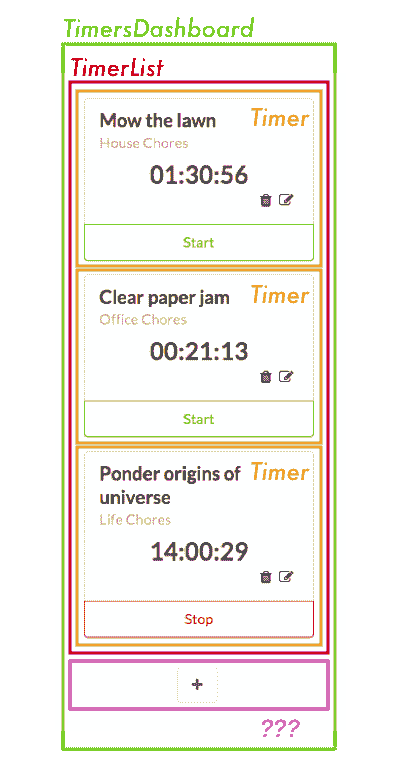 TimersDashboard
TimerList
Mow the lawn Timer
House Chores
01:30:56
Start
Clear paper jam Timer
Office Chores
00:21:13
Start
Ponder origins of Timer
universe
Life Chores
14:00:29
Stop
+
???